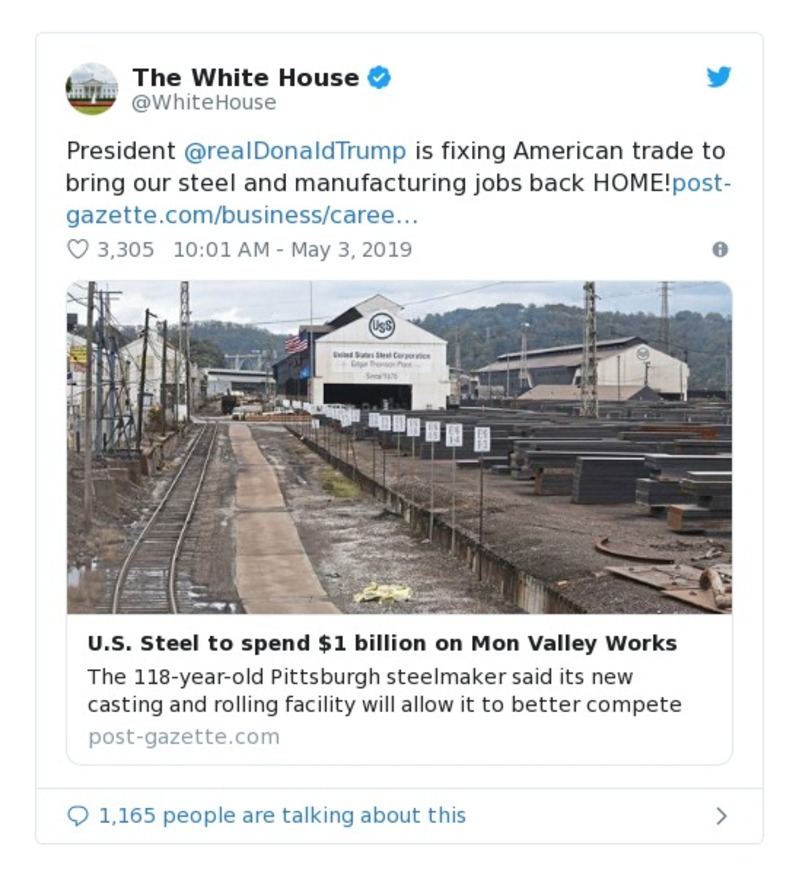 The White House
@WhiteHouse
President @realDonaldTrump is fixing American trade to
bring our steel and manufacturing jobs back HOME!post-
gazette.com/business/caree...
3,305 10:01 AM - May 3, 2019
USS
United States Steel Corporation
Edgar Thomson Plant
Since 1875
U.S. Steel to spend $1 billion on Mon Valley Works
The 118-year-old Pittsburgh steelmaker said its new
casting and rolling facility will allow it to better compete
post-gazette.com
1,165 people are talking about this